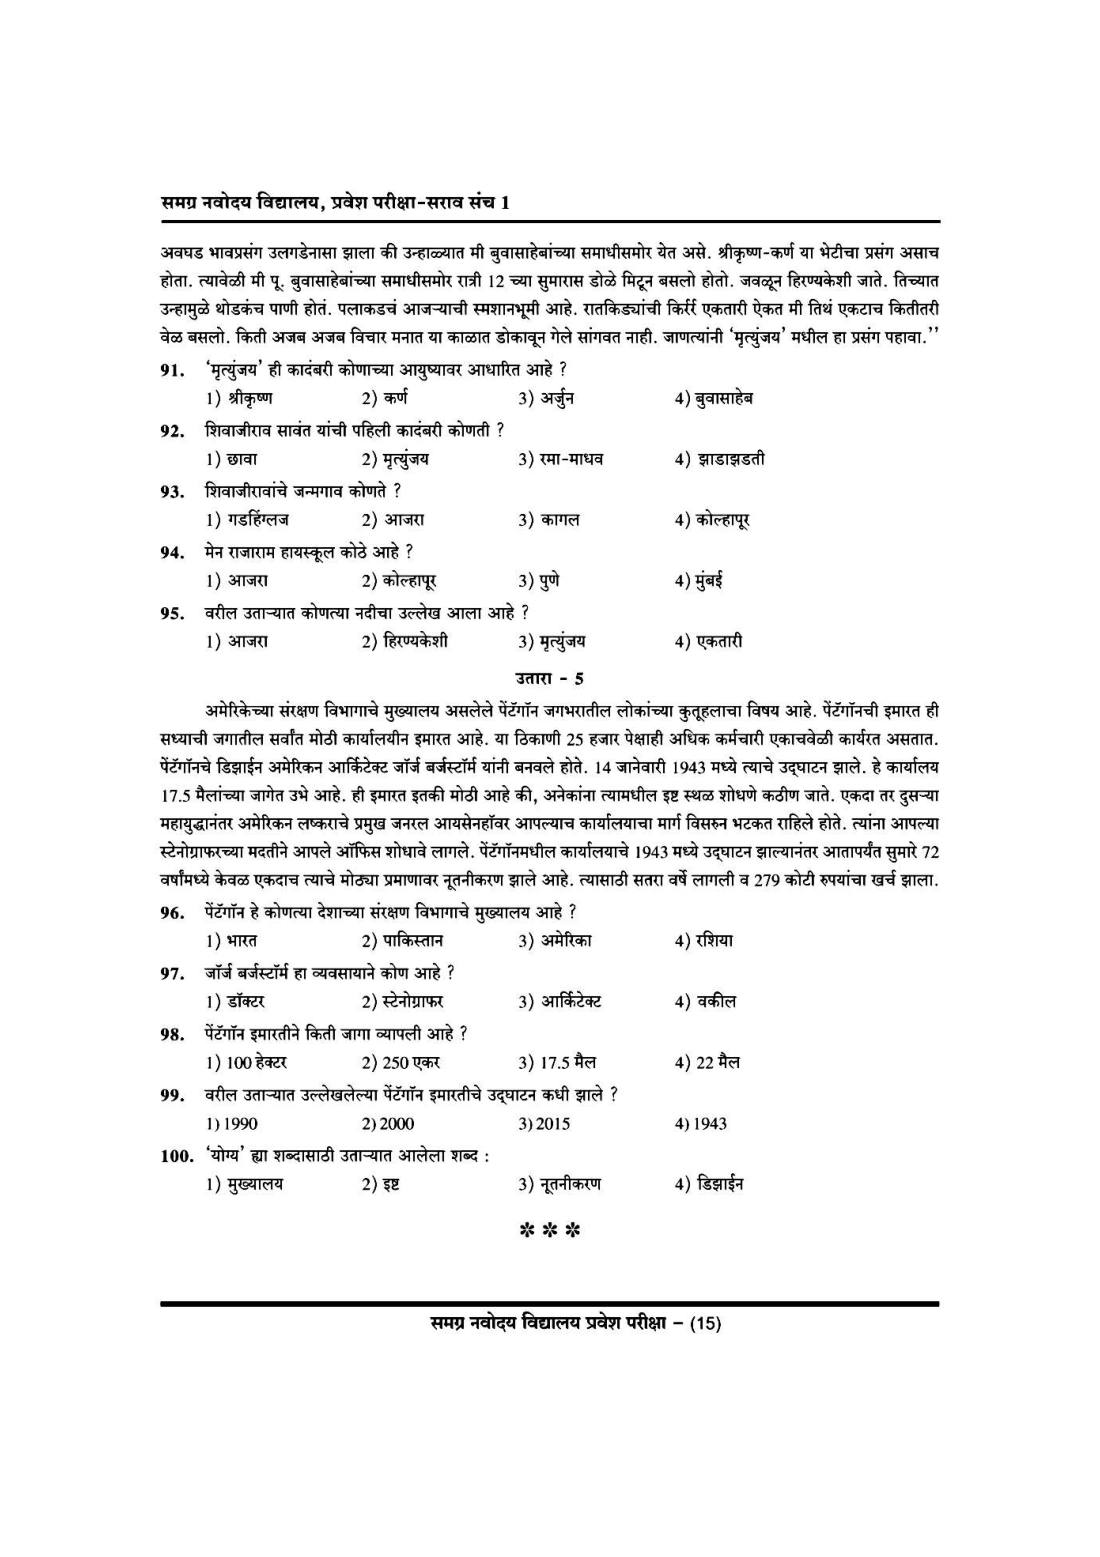 समग्र नवोदय विद्यालय, प्रवेश परीक्षा-सराव संच 1
अवघड भावप्रसंग उलगडेनासा झाला की उन्हाळ्यात मी बुवासाहेबांच्या समाधीसमोर येत असे. श्रीकृष्ण-कर्ण या भेटीचा प्रसंग असाच
होता. त्यावेळी मी पू. बुवासाहेबांच्या समाधीसमोर रात्री 12 च्या सुमारास डोळे मिटून बसलो होतो. जवळून हिरण्यकेशी जाते. तिच्यात
उन्हामुळे थोडकंच पाणी होतं. पलाकडचं आजऱ्याची स्मशानभूमी आहे. रातकिड्यांची किर्रर्र एकतारी ऐकत मी तिथं एकटाच कितीतरी
वेळ बसलो. किती अजब अजब विचार मनात या काळात डोकावून गेले सांगवत नाही. जाणत्यांनी 'मृत्युंजय' मधील हा प्रसंग पहावा.''
91. 'मृत्युंजय' ही कादंबरी कोणाच्या आयुष्यावर आधारित आहे ?
1) श्रीकृष्ण 2) कर्ण 3) अर्जुन 4) बुवासाहेब
92. शिवाजीराव सावंत यांची पहिली कादंबरी कोणती ?
1) छावा 2) मृत्युंजय 3) रमा-माधव 4) झाडाझडती
93. शिवाजीरावांचे जन्मगाव कोणते ?
1) गडहिंग्लज 2) आजरा 3) कागल 4) कोल्हापूर
94. मेन राजाराम हायस्कूल कोठे आहे ?
1) आजरा 2) कोल्हापूर 3) पुणे 4) मुंबई
95. वरील उताऱ्यात कोणत्या नदीचा उल्लेख आला आहे ?
1) आजरा 2) हिरण्यकेशी 3) मृत्युंजय 4) एकतारी
उतारा - 5
अमेरिकेच्या संरक्षण विभागाचे मुख्यालय असलेले पेंटॅगॉन जगभरातील लोकांच्या कुतूहलाचा विषय आहे. पेंटॅगॉनची इमारत ही
सध्याची जगातील सर्वांत मोठी कार्यालयीन इमारत आहे. या ठिकाणी 25 हजार पेक्षाही अधिक कर्मचारी एकाचवेळी कार्यरत असतात.
पेंटॅगॉनचे डिझाईन अमेरिकन आर्किटेक्ट जॉर्ज बर्जस्टॉर्म यांनी बनवले होते. 14 जानेवारी 1943 मध्ये त्याचे उद्‌घाटन झाले. हे कार्यालय
17.5 मैलांच्या जागेत उभे आहे. ही इमारत इतकी मोठी आहे की, अनेकांना त्यामधील इष्ट स्थळ शोधणे कठीण जाते. एकदा तर दुसऱ्या
महायुद्धानंतर अमेरिकन लष्कराचे प्रमुख जनरल आयसेनहॉवर आपल्याच कार्यालयाचा मार्ग विसरुन भटकत राहिले होते. त्यांना आपल्या
स्टेनोग्राफरच्या मदतीने आपले ऑफिस शोधावे लागले. पेंटॅगॉनमधील कार्यालयाचे 1943 मध्ये उद्‌घाटन झाल्यानंतर आतापर्यंत सुमारे 72
वर्षांमध्ये केवळ एकदाच त्याचे मोठ्या प्रमाणावर नूतनीकरण झाले आहे. त्यासाठी सतरा वर्षे लागली व 279 कोटी रुपयांचा खर्च झाला.
96. पेंटॅगॉन हे कोणत्या देशाच्या संरक्षण विभागाचे मुख्यालय आहे ?
1) भारत 2) पाकिस्तान 3) अमेरिका 4) रशिया
97. जॉर्ज बर्जस्टॉर्म हा व्यवसायाने कोण आहे ?
1) डॉक्टर 2) स्टेनोग्राफर 3) आर्किटेक्ट 4) वकील
98. पेंटॅगॉन इमारतीने किती जागा व्यापली आहे ?
1) 100 हेक्टर 2) 250 एकर 3) 17.5 मैल 4) 22 मैल
99. वरील उताऱ्यात उल्लेखलेल्या पेंटॅगॉन इमारतीचे उद्‌घाटन कधी झाले ?
1) 1990 2) 2000 3) 2015 4) 1943
100. 'योग्य' ह्या शब्दासाठी उताऱ्यात आलेला शब्द :
1) मुख्यालय 2) इष्ट 3) नूतनीकरण 4) डिझाईन
✽ ✽ ✽
समग्र नवोदय विद्यालय प्रवेश परीक्षा – (15)